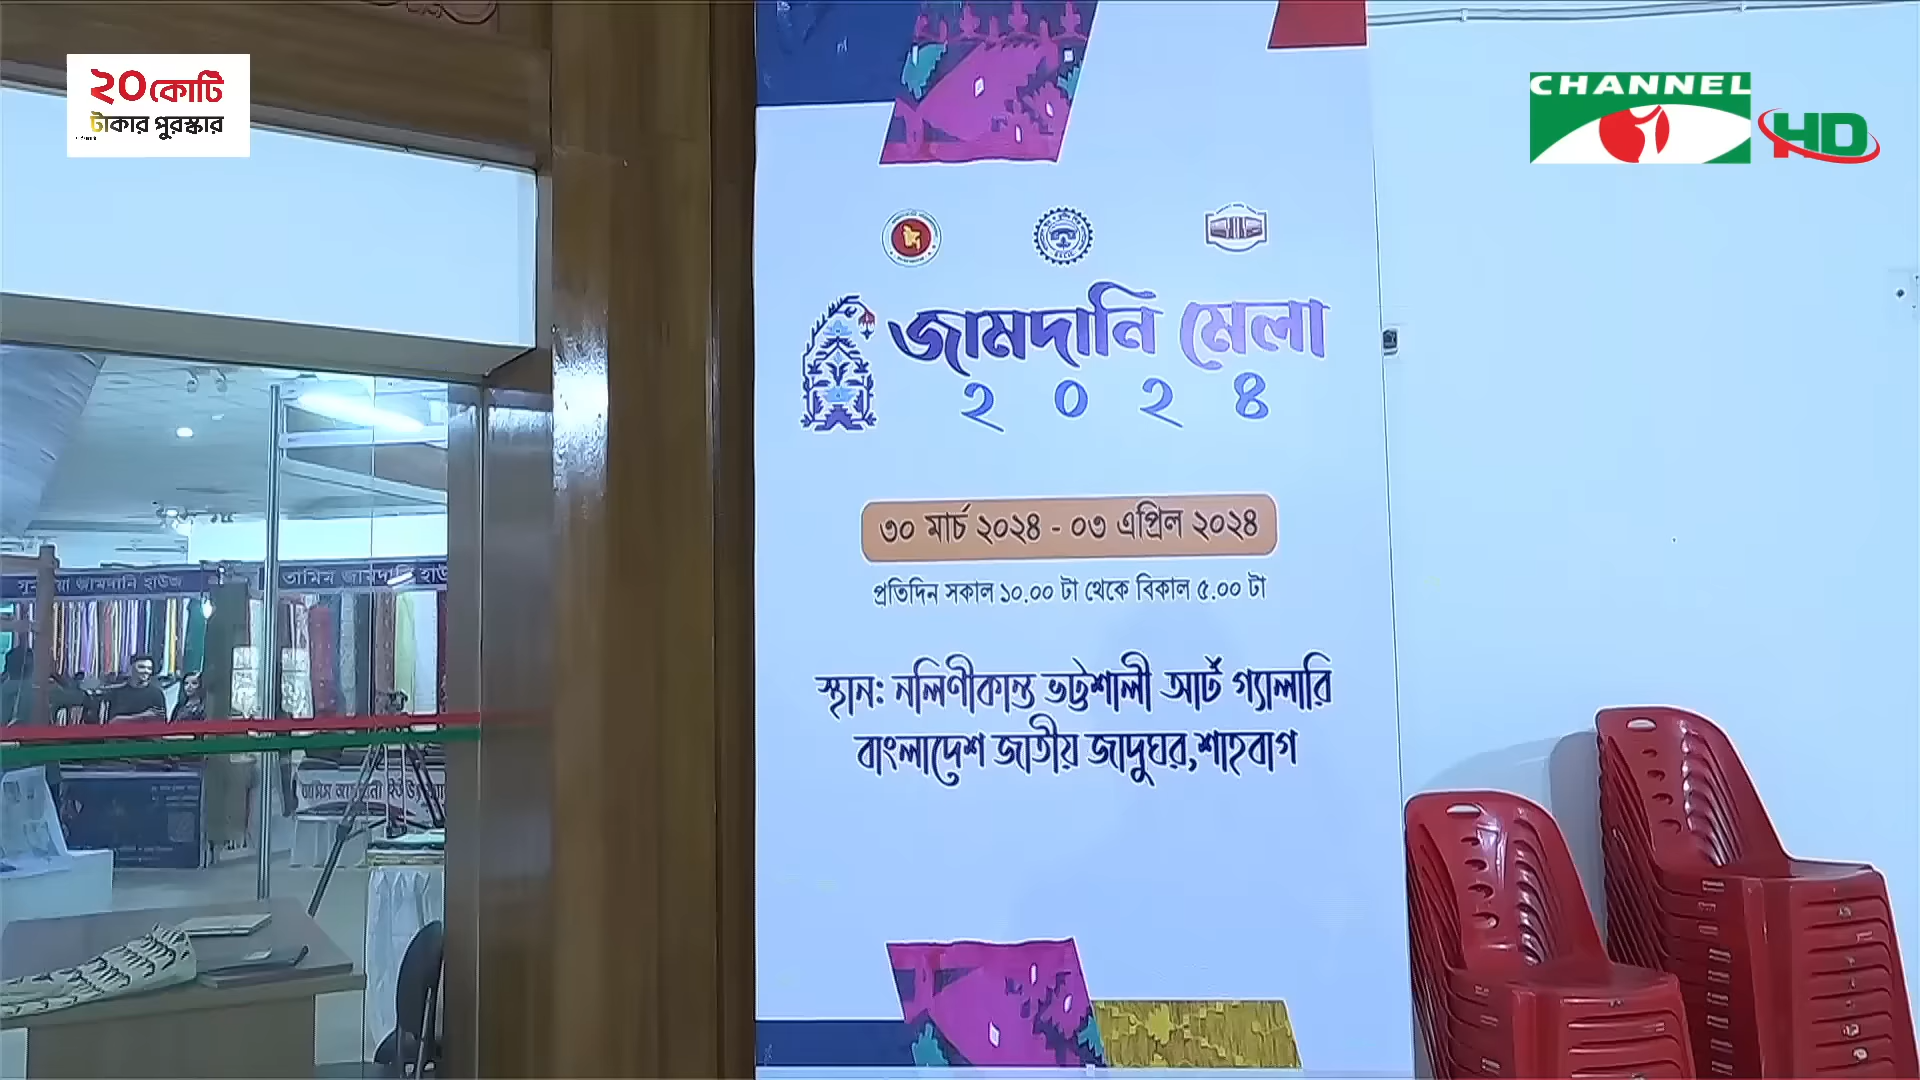 ২০কোটি
টাকার পুরস্কার
CHANNEL
HD
জামদানি মেলা
২০২৪
৩০ মার্চ ২০২৪ - ০৩ এপ্রিল ২০২৪
প্রতিদিন সকাল ১০.০০ টা থেকে বিকাল ৫.০০ টা
স্থান: নলিণীকান্ত ভট্টশালী আর্ট গ্যালারি
বাংলাদেশ জাতীয় জাদুঘর,শাহবাগ
জামদানি হাউজ
তামিম জামদানি হাউ